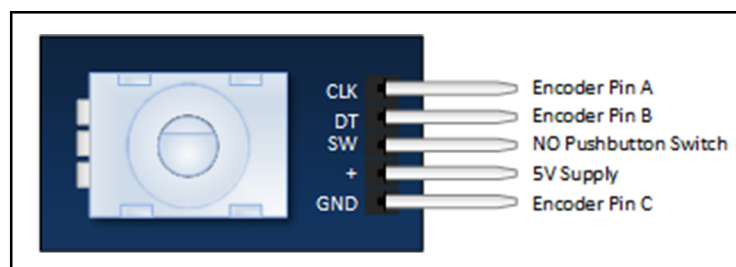 CLK Encoder Pin A
DT Encoder Pin B
SW NO Pushbutton Switch
+ 5V Supply
GND Encoder Pin C